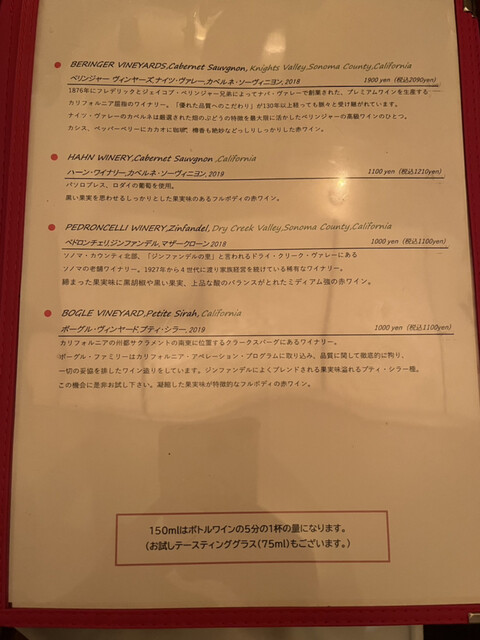 BERINGER VINEYARDS,Cabernet Sauvgnon,Knights Valley,Sonoma County,California
ベリンジャー ヴィンヤーズ,ナイツ・ヴァレー,カベルネ・ソーヴィニヨン, 2018 1900 yen (税込2090yen)
1876年にフレデリックとジェイコブ・ベリンジャー兄弟によってナパ・ヴァレーで創業された、プレミアムワインを生産する
カリフォルニア屈指のワイナリー。「優れた品質へのこだわり」が130年以上経っても脈々と受け継がれています。
ナイツ・ヴァレーのカベルネは厳選された畑のぶどうの特徴を最大限に活かしたベリンジャーの高級ワインのひとつ。
カシス、ペッパーベリーにカカオに珈琲、樽香も絶妙などっしりしっかりした赤ワイン。
HAHN WINERY,Cabernet Sauvgnon ,California
ハーン・ワイナリー,カベルネ・ソーヴィニヨン, 2019 1100 yen (税込1210yen)
パソロブレス、ロダイの葡萄を使用。
黒い果実を思わせるしっかりとした果実味のあるフルボディの赤ワイン。
PEDRONCELLI WINERY,Zinfandel, Dry Creek Valley,Sonoma County,California
ペドロンチェリ,ジンファンデル, マザークローン 2018 1000 yen (税込1100yen)
ソノマ・カウンティ北部、「ジンファンデルの里」と言われるドライ・クリーク・ヴァレーにある
ソノマの老舗ワイナリー。1927年から4世代に渡り家族経営を続けている稀有なワイナリー。
締まった果実味に黒胡椒や黒い果実、上品な酸のバランスがとれたミディアム強の赤ワイン。
BOGLE VINEYARD,Petite Sirah, California
ボーグル・ヴィンヤード,プティ・シラー, 2019 1000 yen (税込1100yen)
カリフォルニアの州都サクラメントの南東に位置するクラークスバーグにあるワイナリー。
ボーグル・ファミリーはカリフォルニア・アペレーション・プログラムに取り込み、品質に関して徹底的に拘り、
一切の妥協を排したワイン造りをしています。ジンファンデルによくブレンドされる果実味溢れるプティ・シラー種。
この機会に是非お試し下さい。凝縮した果実味が特徴的なフルボディの赤ワイン。
150mlはボトルワインの5分の1杯の量になります。
(お試しテースティンググラス(75ml)もございます。)